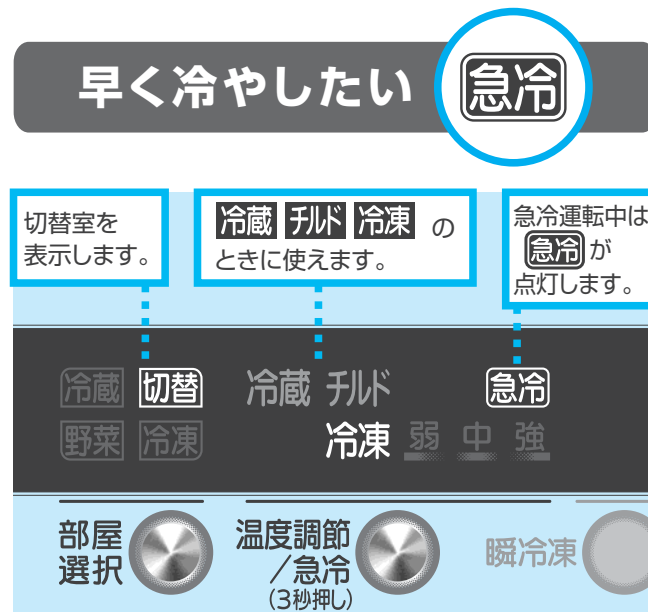 早く冷やしたい 急冷
切替室を
表示します。
冷蔵 チルド 冷凍 の
ときに使えます。
急冷運転中は
急冷 が
点灯します。
冷蔵 切替 冷蔵 チルド 急冷
野菜 冷凍 冷凍 弱 中 強
部屋
選択
温度調節
/急冷
(3秒押し)
瞬冷凍